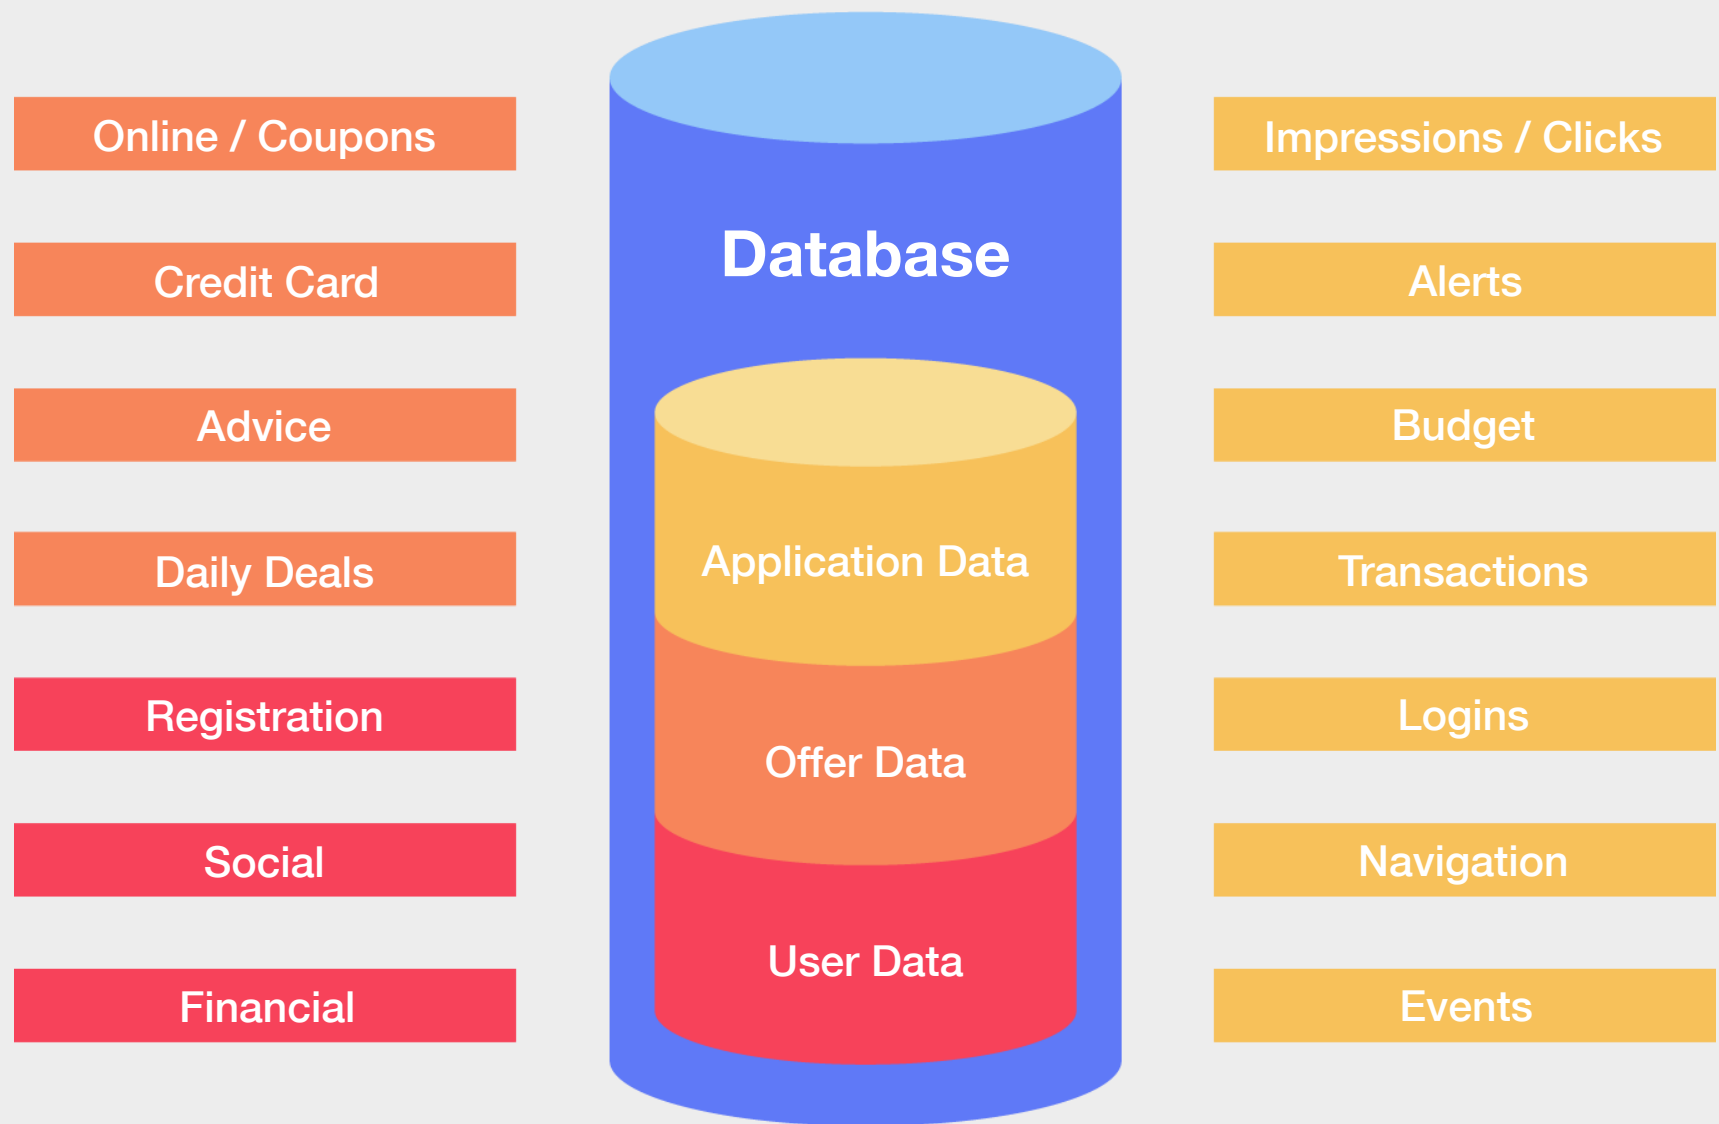 Online / Coupons
Credit Card
Advice
Daily Deals
Registration
Social
Financial
Database
Application Data
Offer Data
User Data
Impressions / Clicks
Alerts
Budget
Transactions
Logins
Navigation
Events